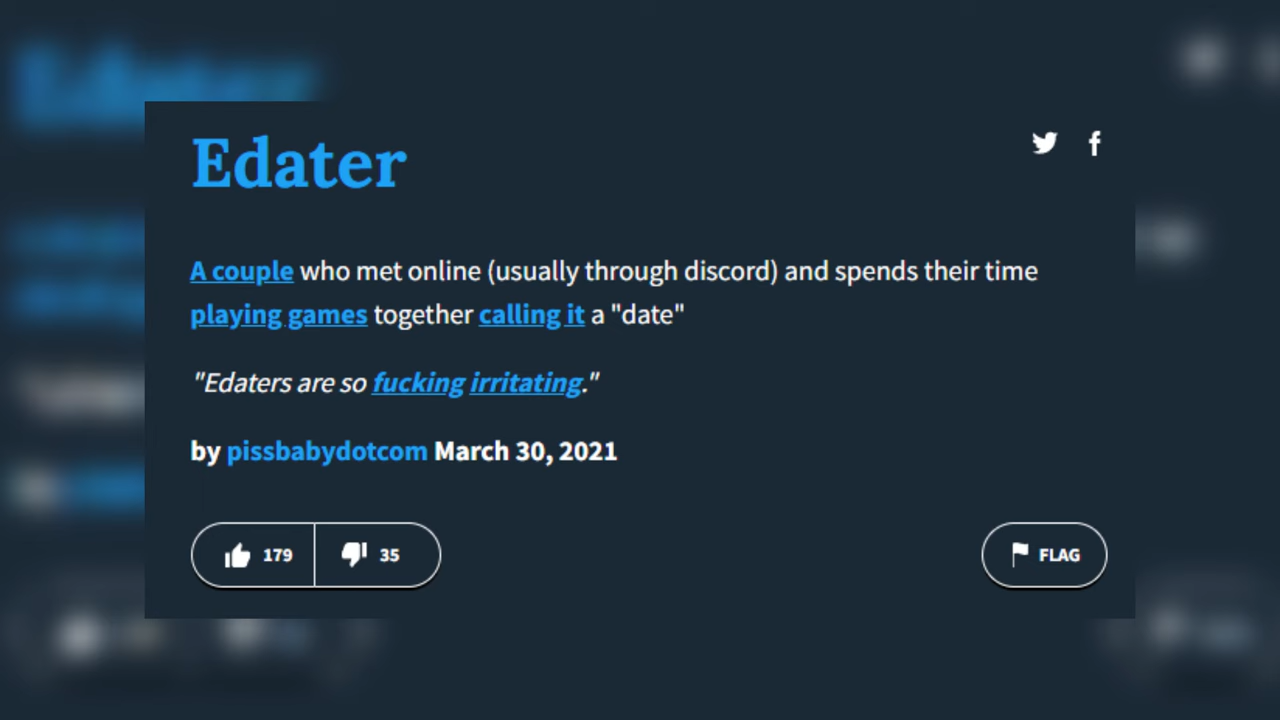 Edater
A couple who met online (usually through discord) and spends their time
playing games together calling it a "date"
"Edaters are so fucking irritating."
by pissbabydotcom March 30, 2021
179 35 FLAG